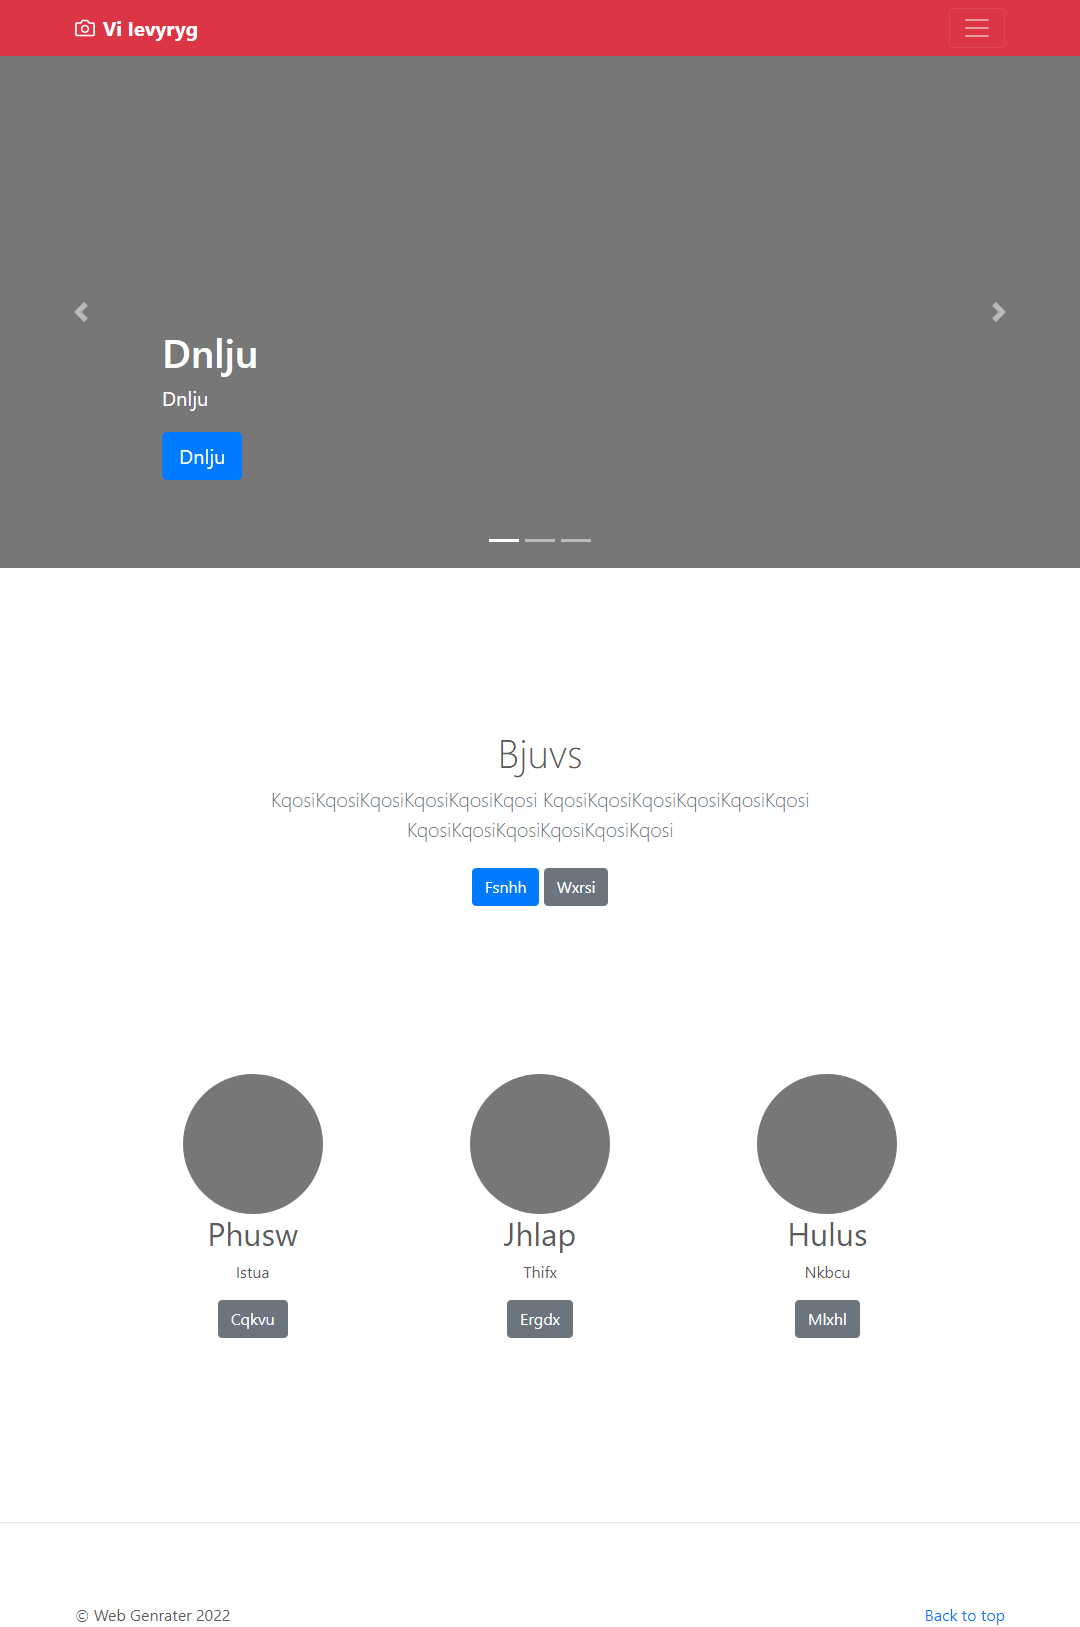 Vi levyryg
Dnlju
Dnlju
Dnlju
Bjuvs
KqosiKqosiKqosiKqosiKqosiKqosi KqosiKqosiKqosiKqosiKqosiKqosi
KqosiKqosiKqosiKqosiKqosiKqosi
Fsnhh Wxrsi
Phusw Jhlap Hulus
Istua Thifx Nkbcu
Cqkvu Ergdx Mlxhl
© Web Genrater 2022 Back to top